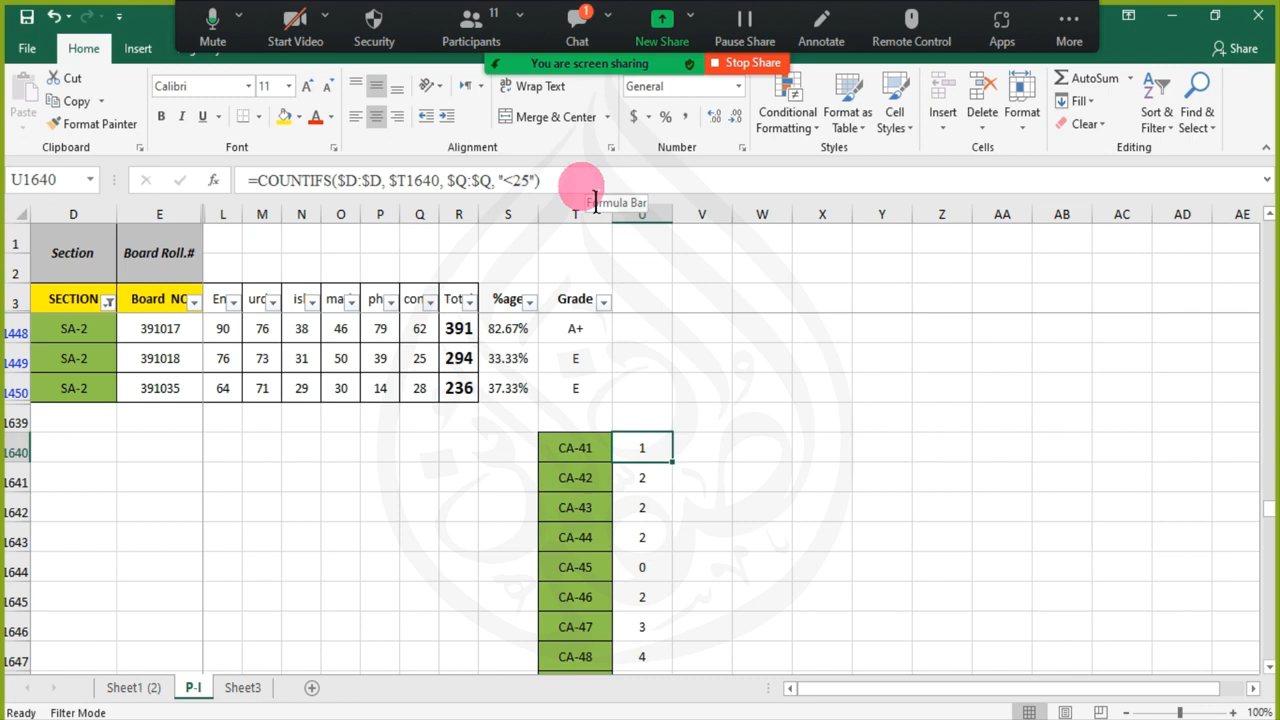 11
1
Mute
Start Video
Security
Participants
Chat
New Share
Pause Share
Annotate
Remote Control
Apps
More
You are screen sharing
Stop Share
File
Home
Insert
Share
Paste
Cut
Copy
Format Painter
Calibri
11
B I U
Wrap Text
Merge & Center
General
$ % ,
Conditional
Formatting
Format as
Table
Cell
Styles
Insert
Delete
Format
AutoSum
Fill
Clear
Sort &
Filter
Find &
Select
Clipboard
Font
Alignment
Number
Styles
Cells
Editing
U1640 fx =COUNTIFS($D:$D, $T1640, $Q:$Q, "<25")
Formula Bar
D E L M N O P Q R S T U V W X Y Z AA AB AC AD AE
1 Section Board Roll.#
2
3 SECTION Board NO En urd isl ma ph con Tot %age Grade
1448 SA-2 391017 90 76 38 46 79 62 391 82.67% A+
1449 SA-2 391018 76 73 31 50 39 25 294 33.33% E
1450 SA-2 391035 64 71 29 30 14 28 236 37.33% E
1639
1640 CA-41 1
1641 CA-42 2
1642 CA-43 2
1643 CA-44 2
1644 CA-45 0
1645 CA-46 2
1646 CA-47 3
1647 CA-48 4
Sheet1 (2) P-I Sheet3
Ready Filter Mode 100%